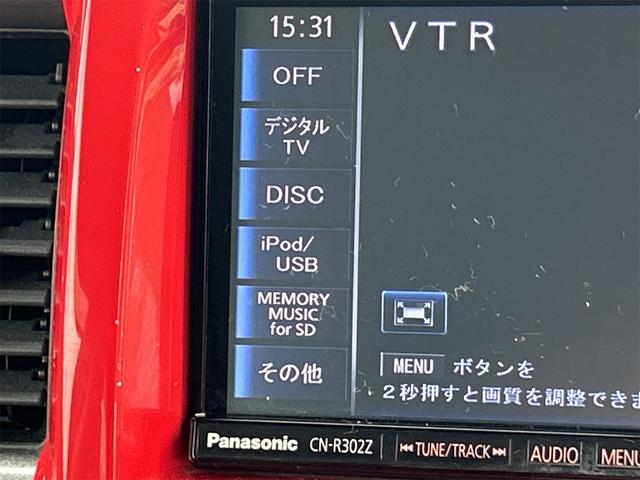 15:31
VTR
OFF
デジタル
TV
DISC
iPod/
USB
MEMORY
MUSIC
for SD
その他
MENU ボタンを
2秒押すと画質を調整できま
Panasonic CN-R302Z TUNE/TRACK AUDIO MENU